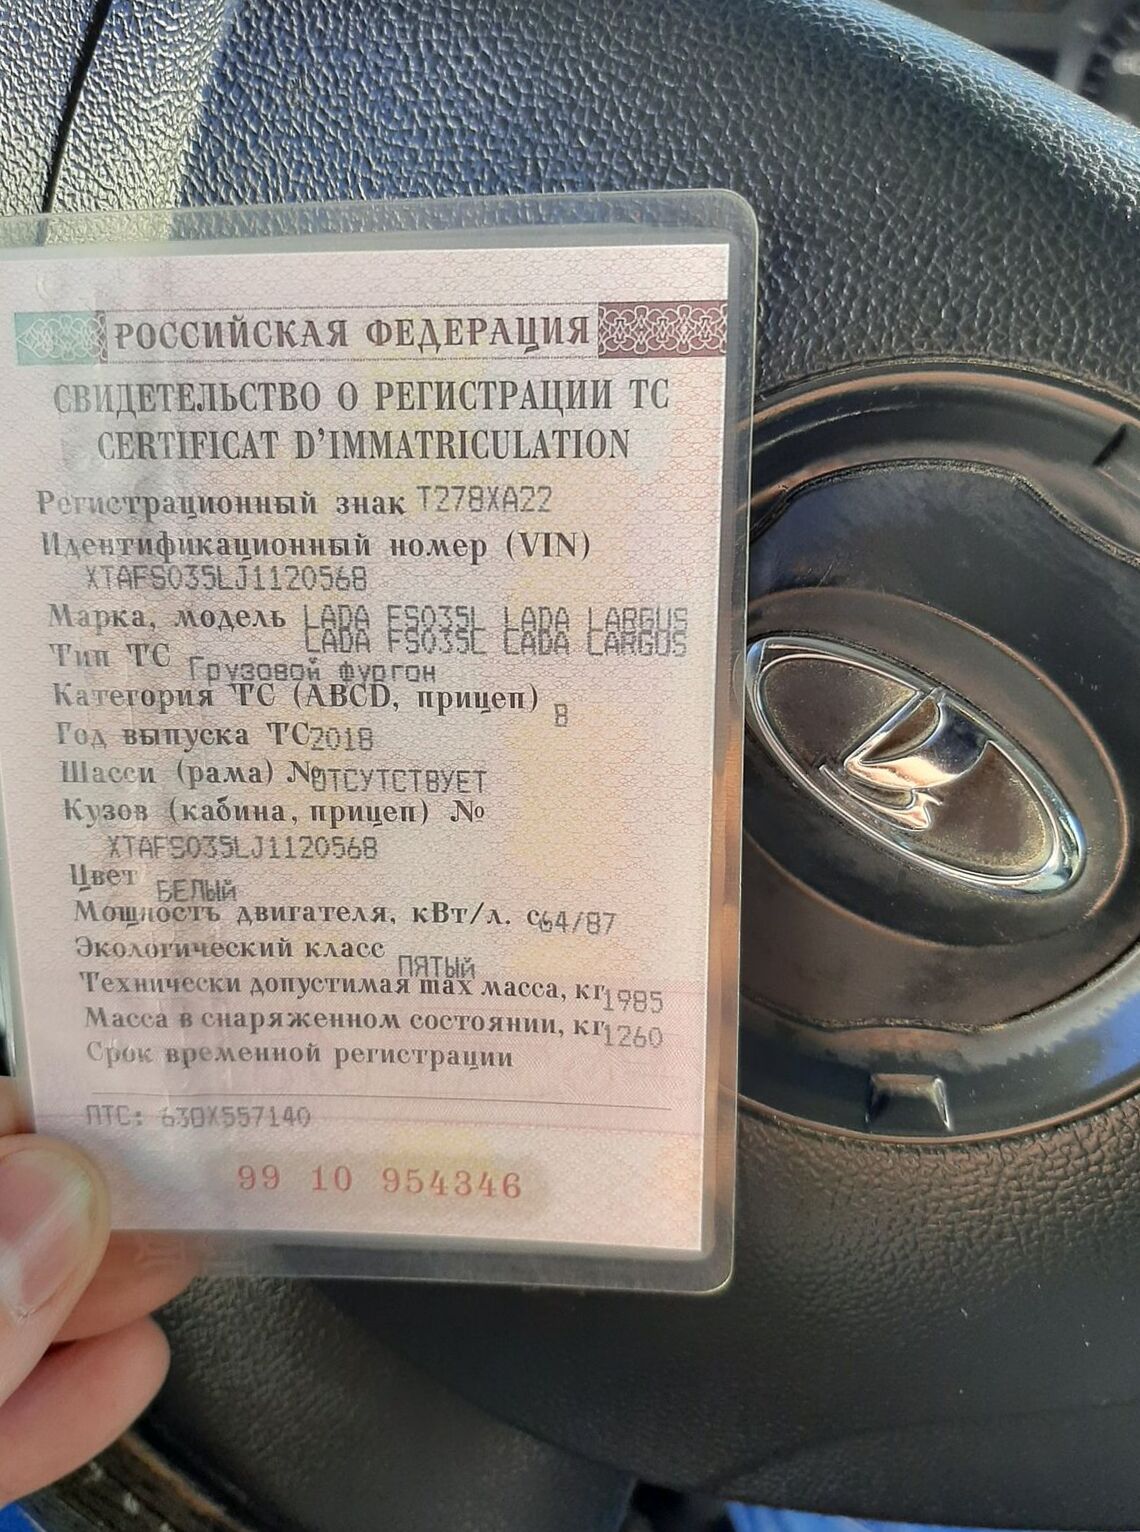 РОССИЙСКАЯ ФЕДЕРАЦИЯ
СВИДЕТЕЛЬСТВО О РЕГИСТРАЦИИ ТС
CERTIFICAT D'IMMATRICULATION
Регистрационный знак Т278ХА22
Идентификационный номер (VIN)
XTAFS035LJ1120568
Марка, модель LADA FS035L LADA LARGUS
LADA FS035L LADA LARGUS
Тип ТС Грузовой фургон
Категория ТС (ABCD, прицеп) B
Год выпуска ТС 2018
Шасси (рама) № ОТСУТСТВУЕТ
Кузов (кабина, прицеп) №
XTAFS035LJ1120568
Цвет БЕЛЫЙ
Мощность двигателя, кВт/л. с 64/87
Экологический класс ПЯТЫЙ
Технически допустимая max масса, кг 1985
Масса в снаряженном состоянии, кг 1260
Срок временной регистрации
ПТС: 630Х557140
99 10 954346